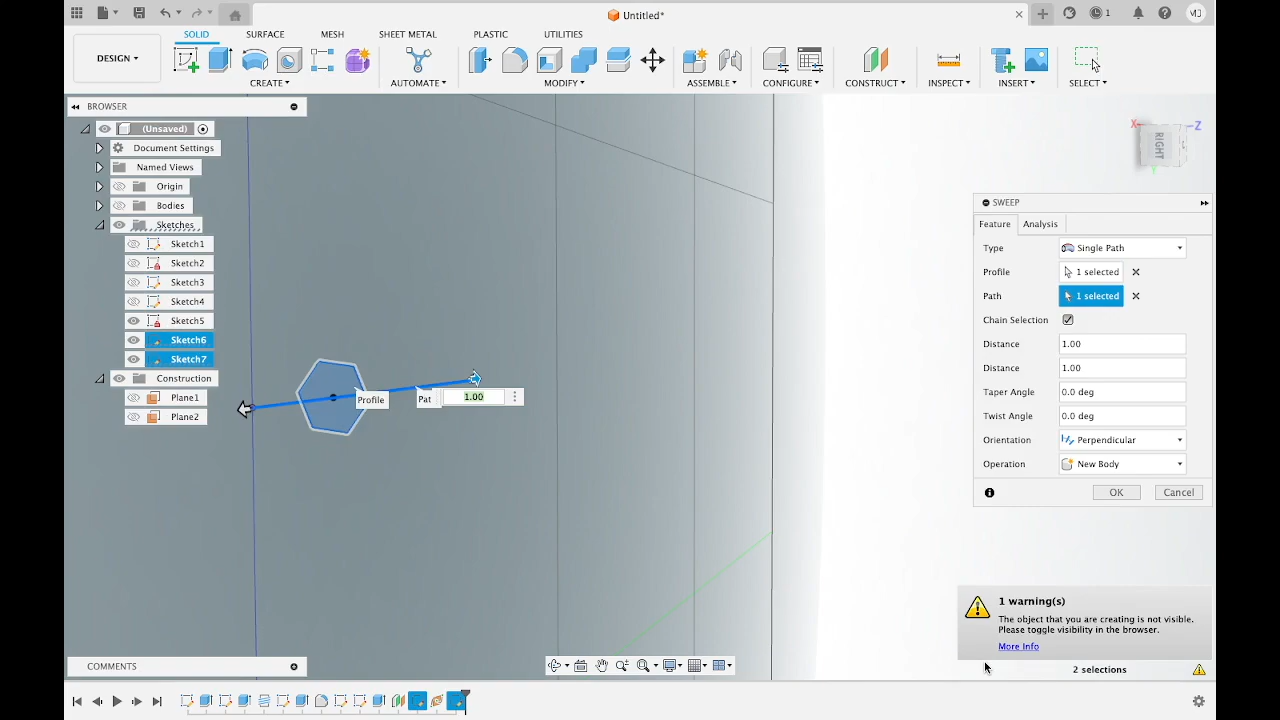 Untitled*
1
MJ
DESIGN
SOLID
SURFACE
MESH
SHEET METAL
PLASTIC
UTILITIES
CREATE
AUTOMATE
MODIFY
ASSEMBLE
CONFIGURE
CONSTRUCT
INSPECT
INSERT
SELECT
BROWSER
(Unsaved)
Document Settings
Named Views
Origin
Bodies
Sketches
Sketch1
Sketch2
Sketch3
Sketch4
Sketch5
Sketch6
Sketch7
Construction
Plane1
Plane2
Profile
Pat
1.00
X
Z
Y
RIGHT
SWEEP
Feature
Analysis
Type
Single Path
Profile
1 selected
Path
1 selected
Chain Selection
Distance
1.00
Distance
1.00
Taper Angle
0.0 deg
Twist Angle
0.0 deg
Orientation
Perpendicular
Operation
New Body
OK
Cancel
1 warning(s)
The object that you are creating is not visible.
Please toggle visibility in the browser.
More Info
2 selections
COMMENTS